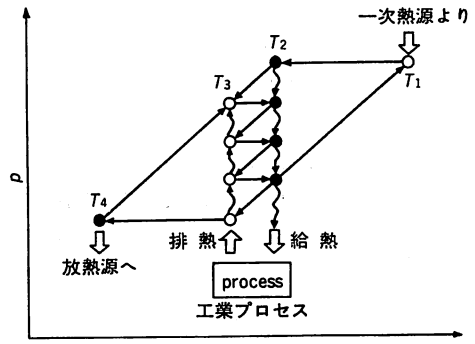 一次熱源より
T2
T1
T3
p
T4
排熱
給熱
放熱源へ
process
工業プロセス